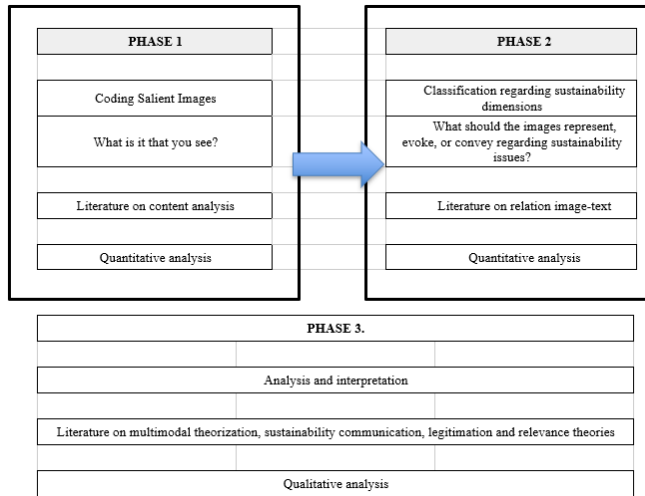 PHASE 1
Coding Salient Images
What is it that you see?
Literature on content analysis
Quantitative analysis
PHASE 2
Classification regarding sustainability
dimensions
What should the images represent,
evoke, or convey regarding sustainability
issues?
Literature on relation image-text
Quantitative analysis
PHASE 3.
Analysis and interpretation
Literature on multimodal theorization, sustainability communication, legitimation and relevance theories
Qualitative analysis